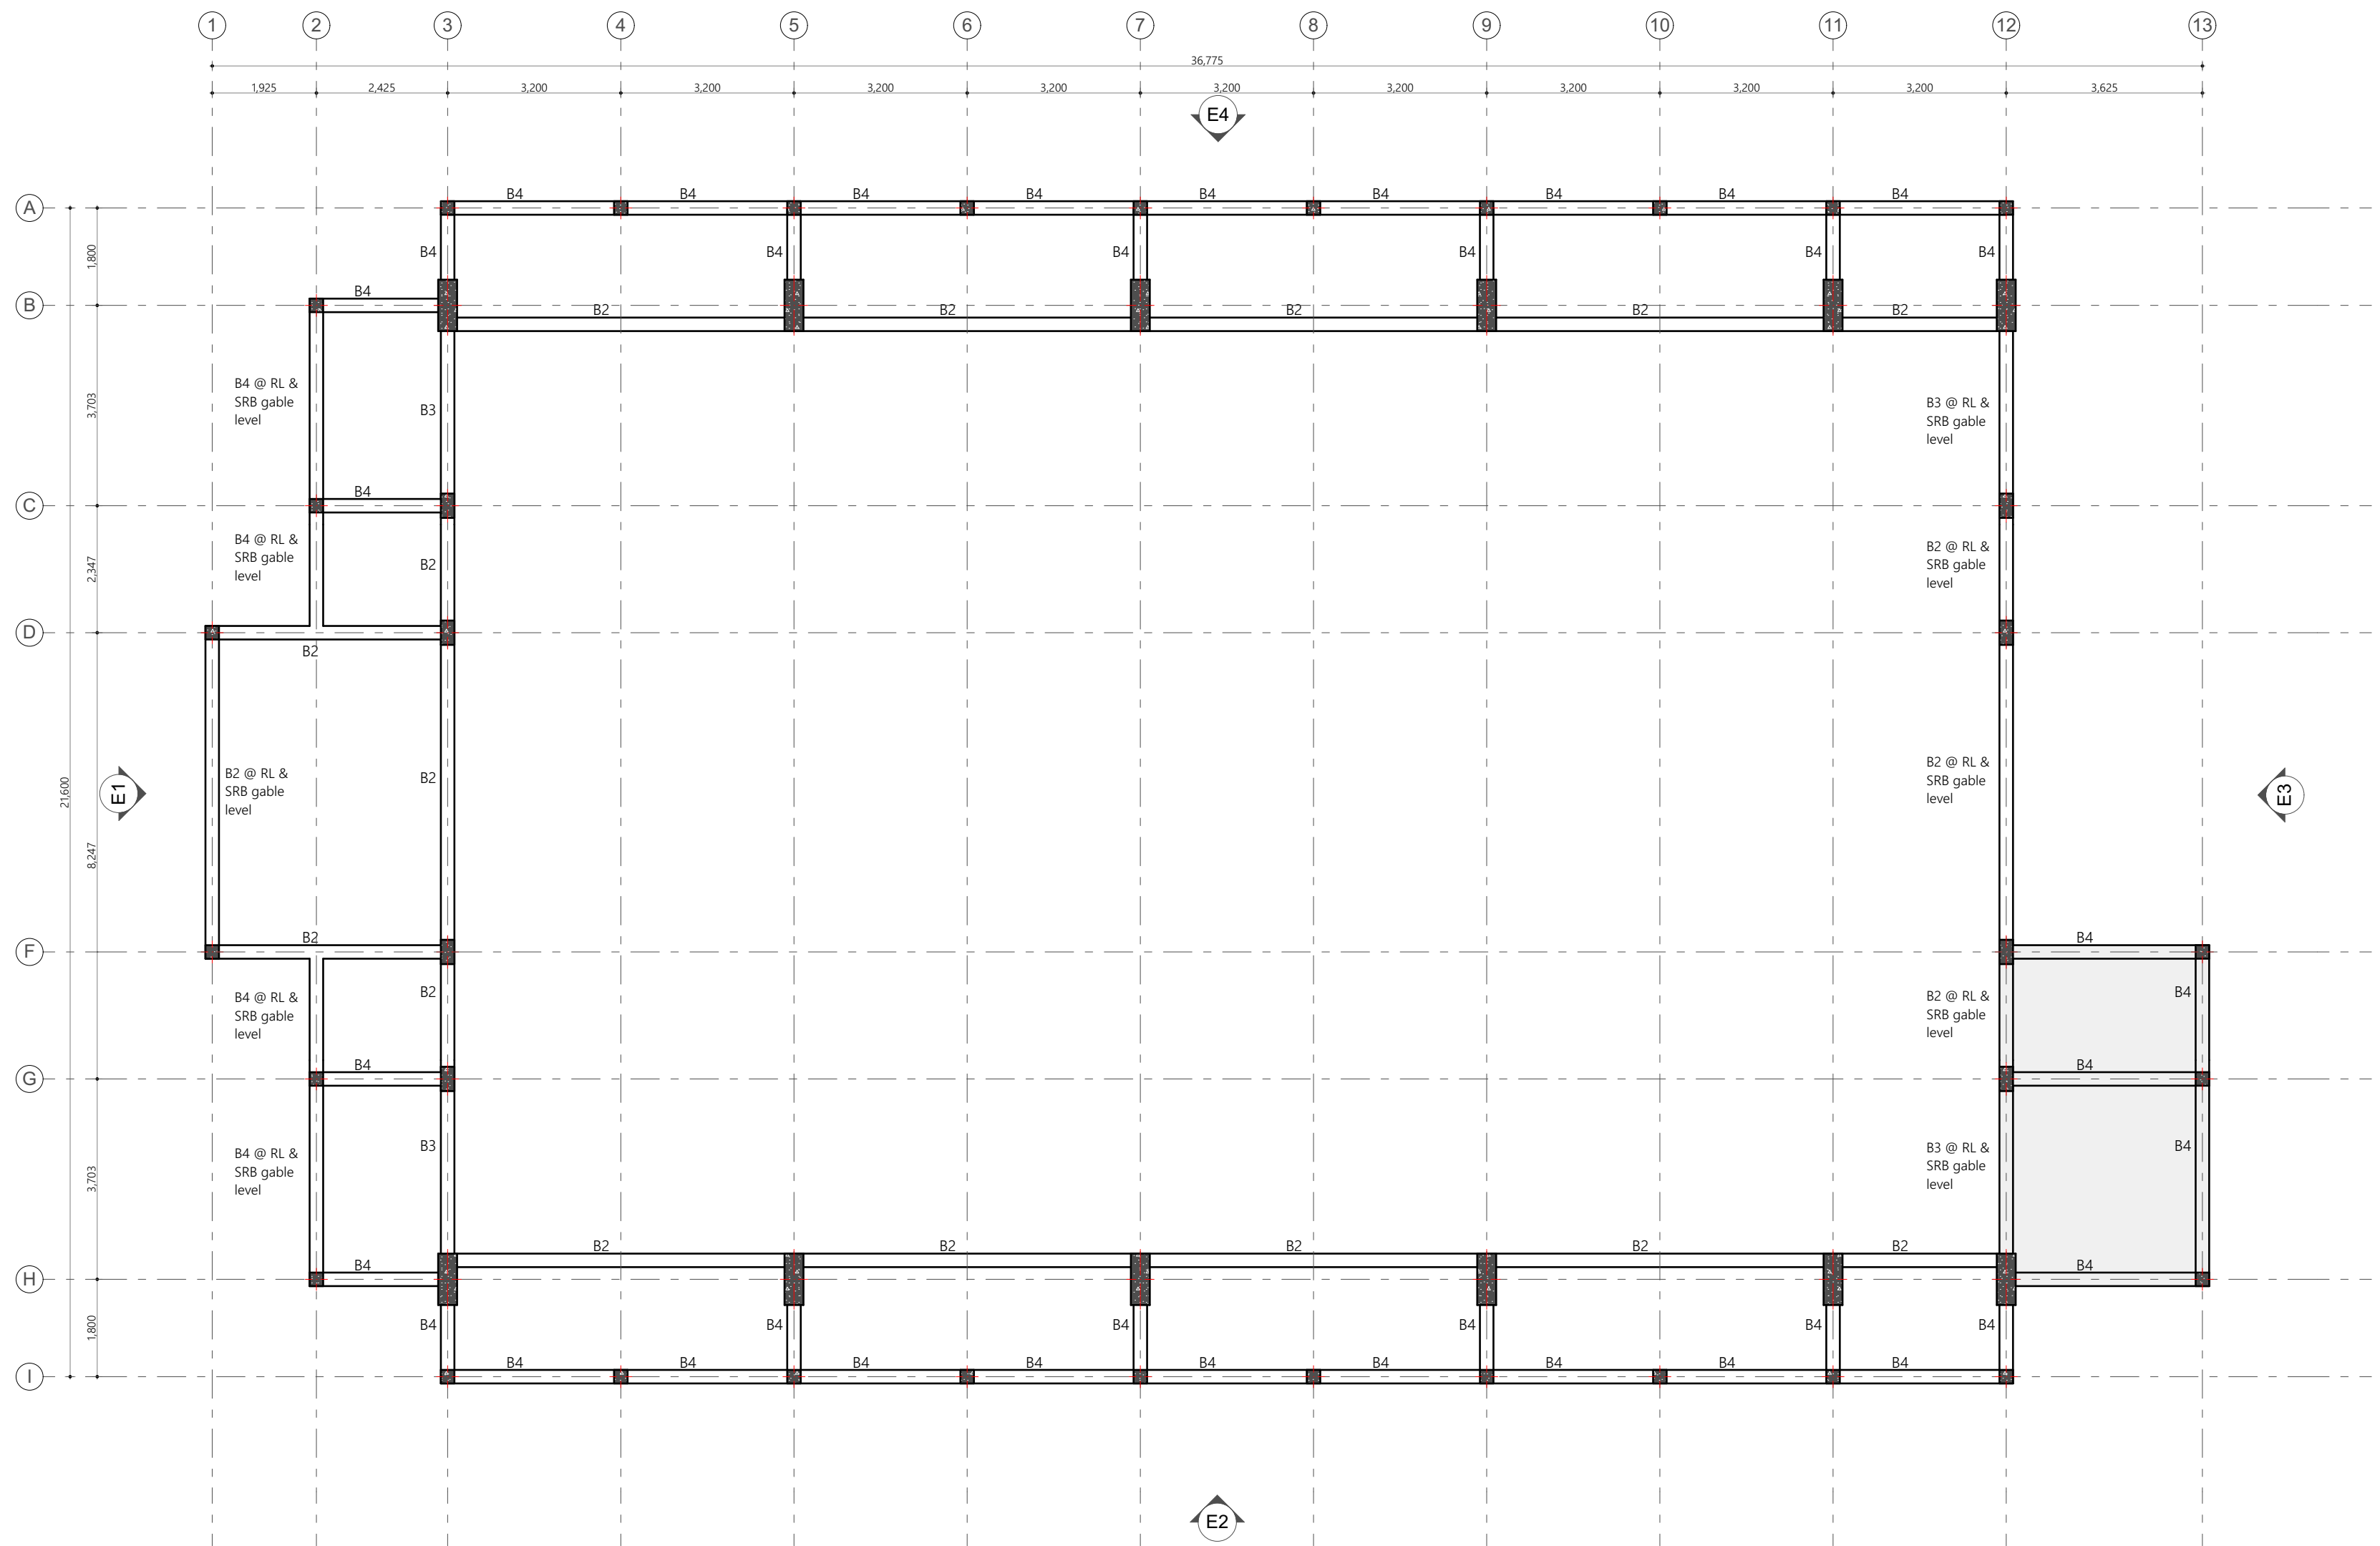 1 2 3 4 5 6 7 8 9 10 11 12 13
36,775
1,925 2,425 3,200 3,200 3,200 3,200 3,200 3,200 3,200 3,200 3,200 3,625
E4
B4 B4 B4 B4 B4 B4 B4 B4 B4
A
1,800
B4 B4 B4 B4 B4 B4
B4
B
B2 B2 B2 B2 B2
3,703
B4 @ RL &
SRB gable
level
B3
B3 @ RL &
SRB gable
level
B4
C
2,347
B4 @ RL &
SRB gable
level
B2
B2 @ RL &
SRB gable
level
D
B2
E1
21,600
8,247
B2 @ RL &
SRB gable
level
B2
B2 @ RL &
SRB gable
level
E3
F
B2
B4
B4 @ RL &
SRB gable
level
B2
B2 @ RL &
SRB gable
level
B4
G
B4
B4
3,703
B4 @ RL &
SRB gable
level
B3
B3 @ RL &
SRB gable
level
B4
B2 B2 B2 B2 B2
H
B4
B4
1,800
B4 B4 B4 B4 B4 B4
B4 B4 B4 B4 B4 B4 B4 B4 B4
I
E2